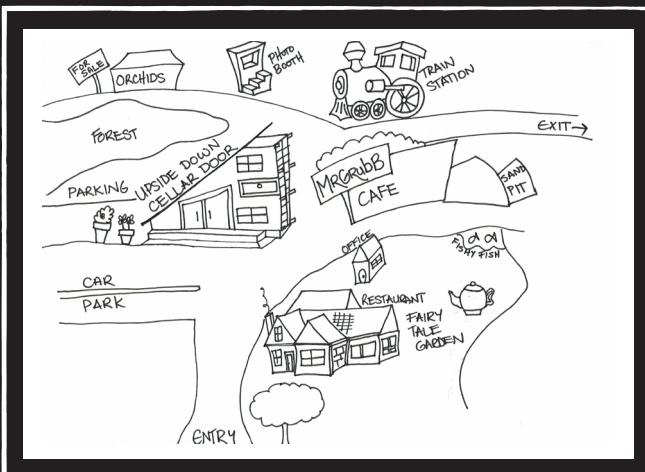 FOR
SALE
ORCHIDS
PHOTO
BOOTH
TRAIN
STATION
EXIT
FOREST
PARKING
UPSIDE DOWN
CELLAR DOOR
MRGRUBB
CAFE
SAND
PIT
OFFICE
FISHY FISH
CAR
PARK
RESTAURANT
FAIRY
TALE
GARDEN
ENTRY